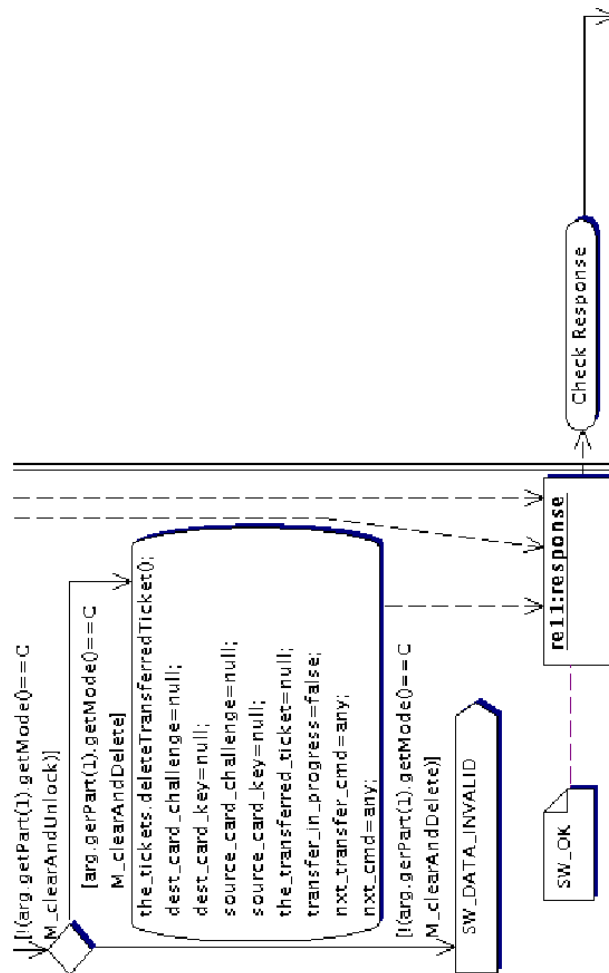 [!(arg.getPart(1).getMode()==C
M_clearAndUnlock)]
[arg.gerPart(1).getMode()==C
M_clearAndDelete]
the_tickets.deleteTransferredTicket();
dest_card_challenge=null;
dest_card_key=null;
source_card_challenge=null;
source_card_key=null;
the_transferred_ticket=null;
transfer_in_progress=false;
nxt_transfer_cmd=any;
nxt_cmd=any;
[!(arg.gerPart(1).getMode()==C
M_clearAndDelete)]
SW_DATA_INVALID
SW_OK
re11:response
Check Response